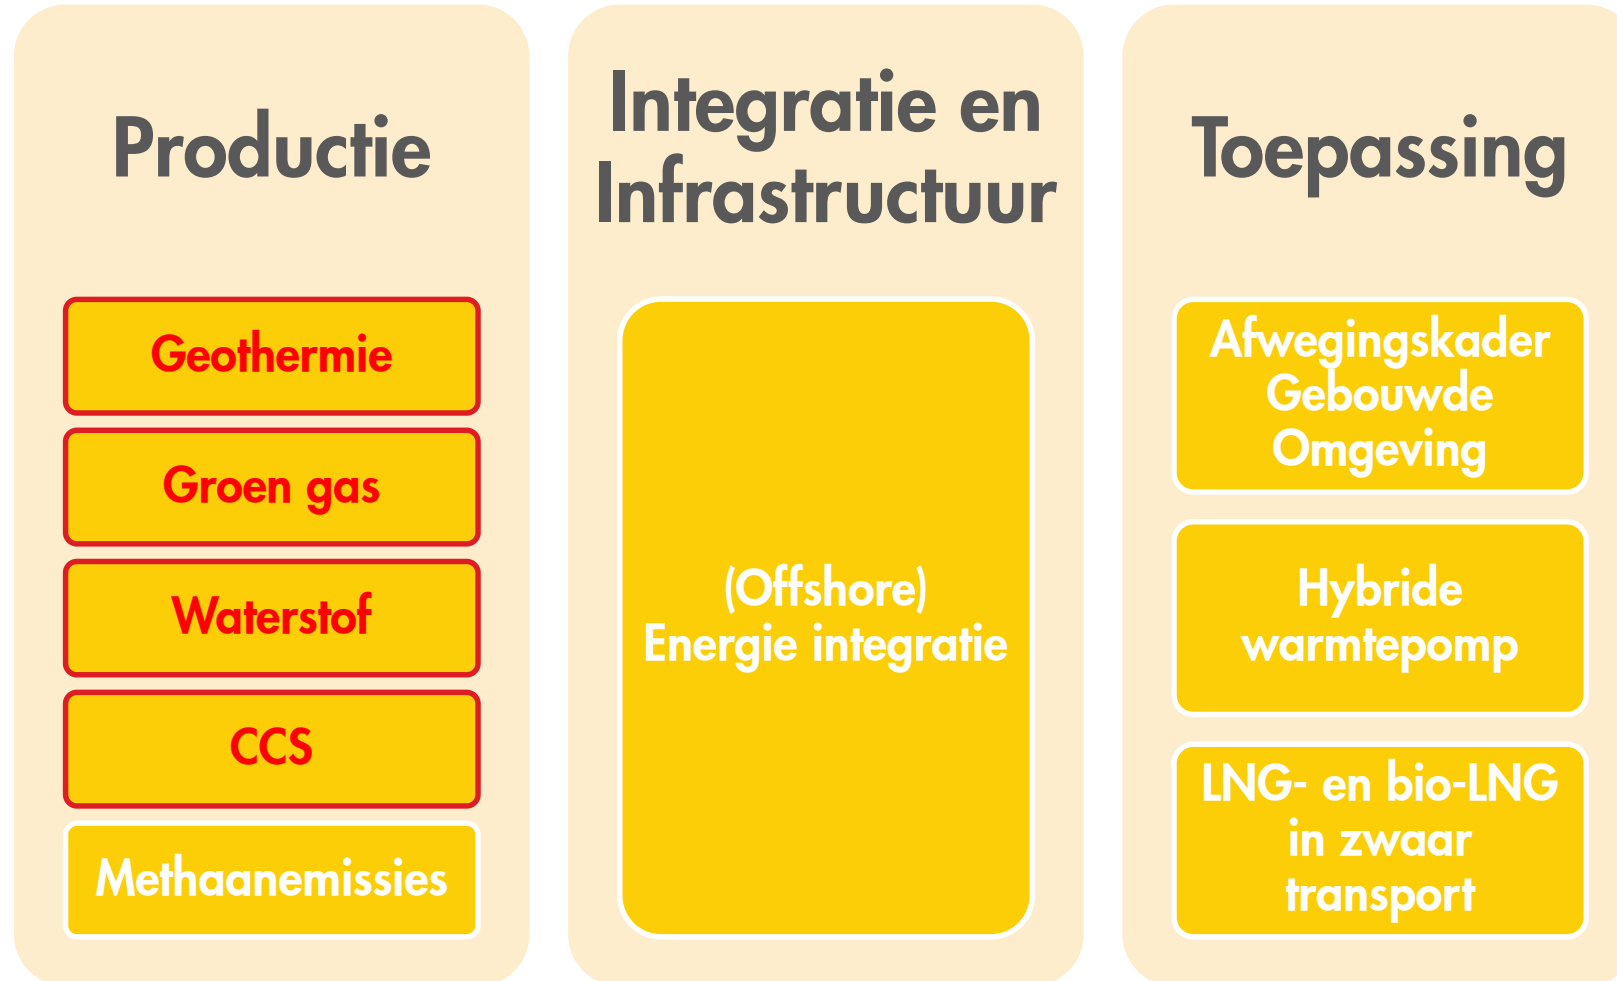 Productie
Geothermie
Groen gas
Waterstof
CCS
Methaanemissies
Integratie en
Infrastructuur
(Offshore)
Energie integratie
Toepassing
Afwegingskader
Gebouwde
Omgeving
Hybride
warmtepomp
LNG- en bio-LNG
in zwaar
transport